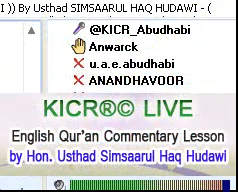 I )) By Usthad SIMSAARUL HAQ HUDAWI - (
@KICR_Abudhabi
Anwarck
u.a.e.abudhabi
ANANDHAVOOR
KICR®© LIVE
English Qur'an Commentary Lesson
by Hon. Usthad Simsaarul Haq Hudawi